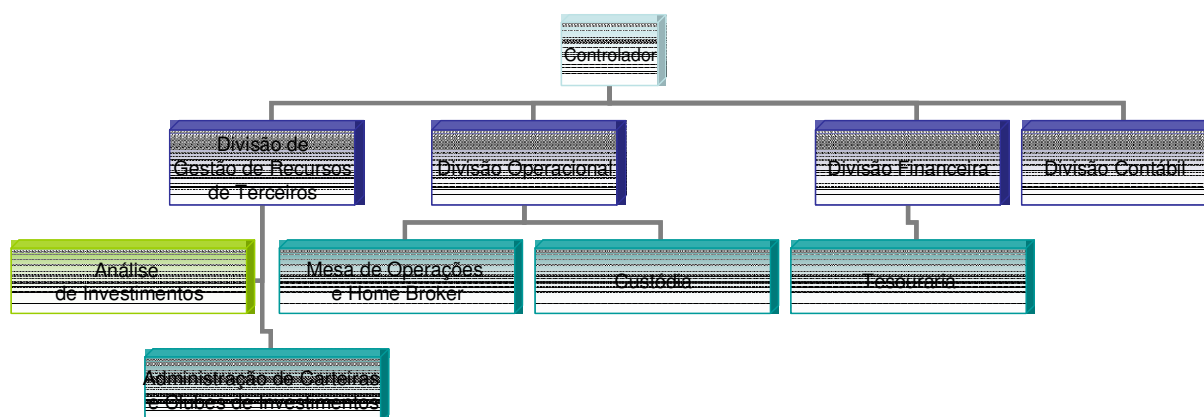 Controlador
Divisão de
Gestão de Recursos
de Terceiros
Divisão Operacional
Divisão Financeira
Divisão Contábil
Análise
de Investimentos
Mesa de Operações
e Home Broker
Custódia
Tesouraria
Administração de Carteiras
e Clubes de Investimentos